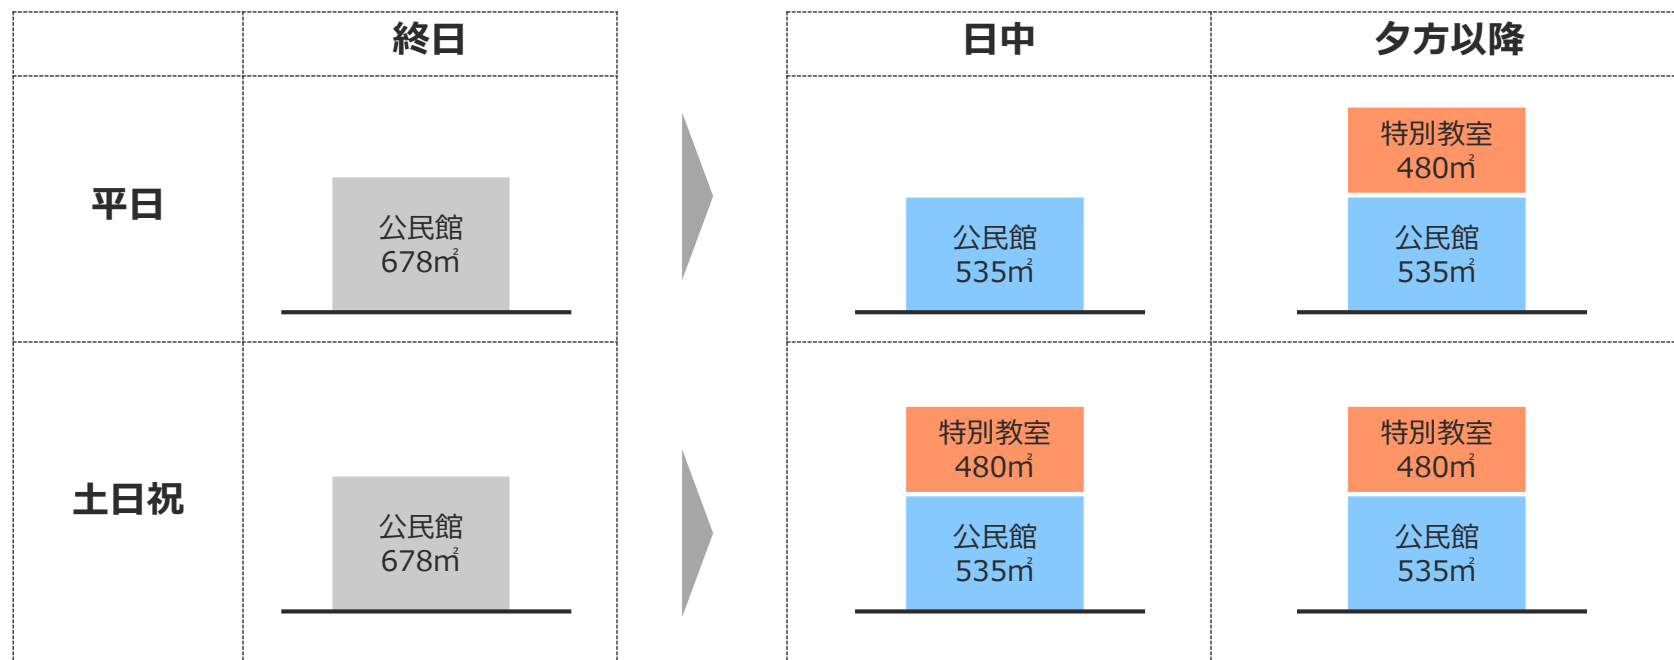 終日
日中
夕方以降
平日
公民館
678㎡
公民館
535㎡
特別教室
480㎡
公民館
535㎡
土日祝
公民館
678㎡
特別教室
480㎡
公民館
535㎡
特別教室
480㎡
公民館
535㎡